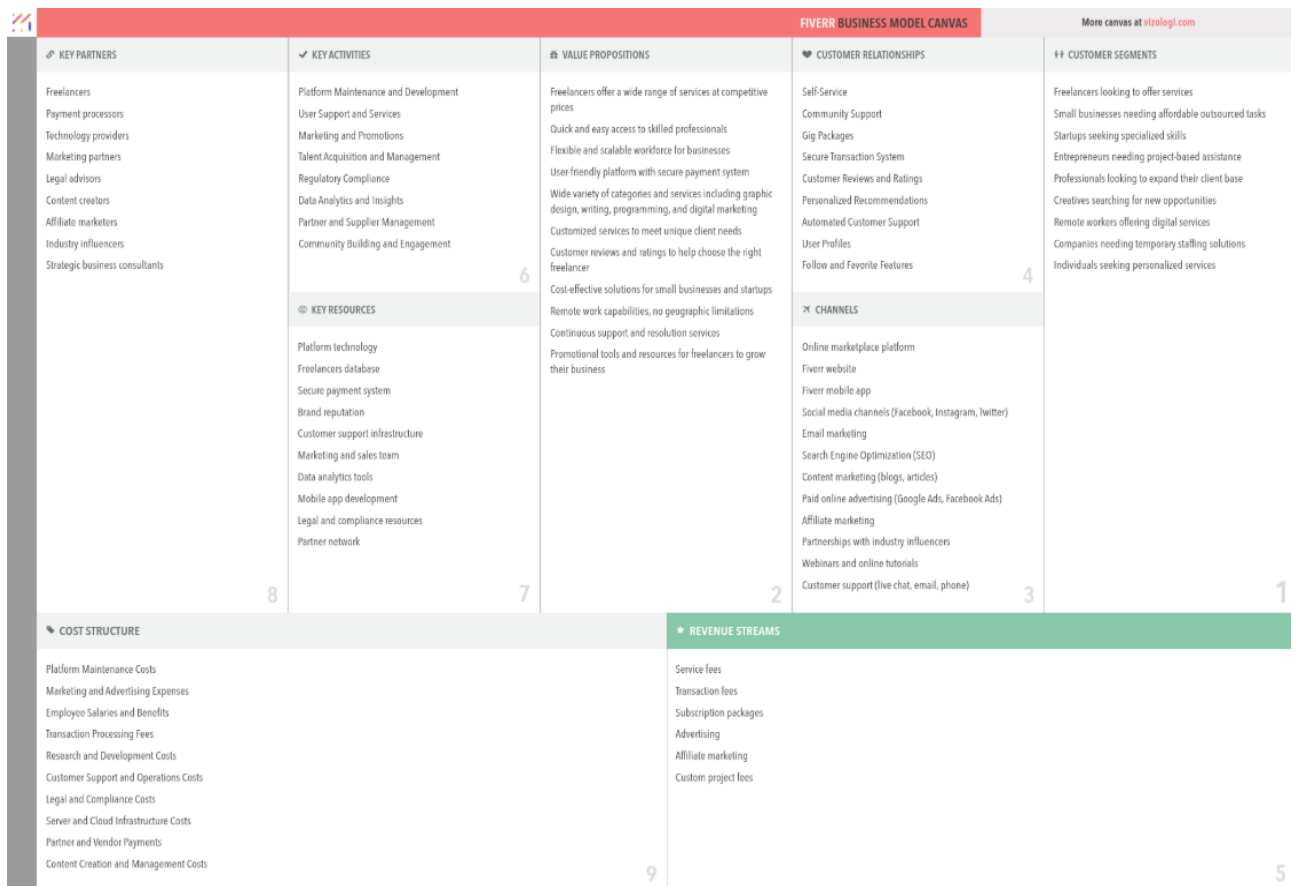 FIVERR BUSINESS MODEL CANVAS
More canvas at vizologi.com
KEY PARTNERS
Freelancers
Payment processors
Technology providers
Marketing partners
Legal advisors
Content creators
Affiliate marketers
Industry influencers
Strategic business consultants
8
KEY ACTIVITIES
Platform Maintenance and Development
User Support and Services
Marketing and Promotions
Talent Acquisition and Management
Regulatory Compliance
Data Analytics and Insights
Partner and Supplier Management
Community Building and Engagement
6
KEY RESOURCES
Platform technology
Freelancers database
Secure payment system
Brand reputation
Customer support infrastructure
Marketing and sales team
Data analytics tools
Mobile app development
Legal and compliance resources
Partner network
7
VALUE PROPOSITIONS
Freelancers offer a wide range of services at competitive
prices
Quick and easy access to skilled professionals
Flexible and scalable workforce for businesses
User-friendly platform with secure payment system
Wide variety of categories and services including graphic
design, writing, programming, and digital marketing
Customized services to meet unique client needs
Customer reviews and ratings to help choose the right
freelancer
Cost-effective solutions for small businesses and startups
Remote work capabilities, no geographic limitations
Continuous support and resolution services
Promotional tools and resources for freelancers to grow
their business
2
CUSTOMER RELATIONSHIPS
Self-Service
Community Support
Gig Packages
Secure Transaction System
Customer Reviews and Ratings
Personalized Recommendations
Automated Customer Support
User Profiles
Follow and Favorite Features
4
CHANNELS
Online marketplace platform
Fiverr website
Fiverr mobile app
Social media channels (Facebook, Instagram, Twitter)
Email marketing
Search Engine Optimization (SEO)
Content marketing (blogs, articles)
Paid online advertising (Google Ads, Facebook Ads)
Affiliate marketing
Partnerships with industry influencers
Webinars and online tutorials
Customer support (live chat, email, phone)
3
CUSTOMER SEGMENTS
Freelancers looking to offer services
Small businesses needing affordable outsourced tasks
Startups seeking specialized skills
Entrepreneurs needing project-based assistance
Professionals looking to expand their client base
Creatives searching for new opportunities
Remote workers offering digital services
Companies needing temporary staffing solutions
Individuals seeking personalized services
1
COST STRUCTURE
Platform Maintenance Costs
Marketing and Advertising Expenses
Employee Salaries and Benefits
Transaction Processing Fees
Research and Development Costs
Customer Support and Operations Costs
Legal and Compliance Costs
Server and Cloud Infrastructure Costs
Partner and Vendor Payments
Content Creation and Management Costs
9
REVENUE STREAMS
Service fees
Transaction fees
Subscription packages
Advertising
Affiliate marketing
Custom project fees
5